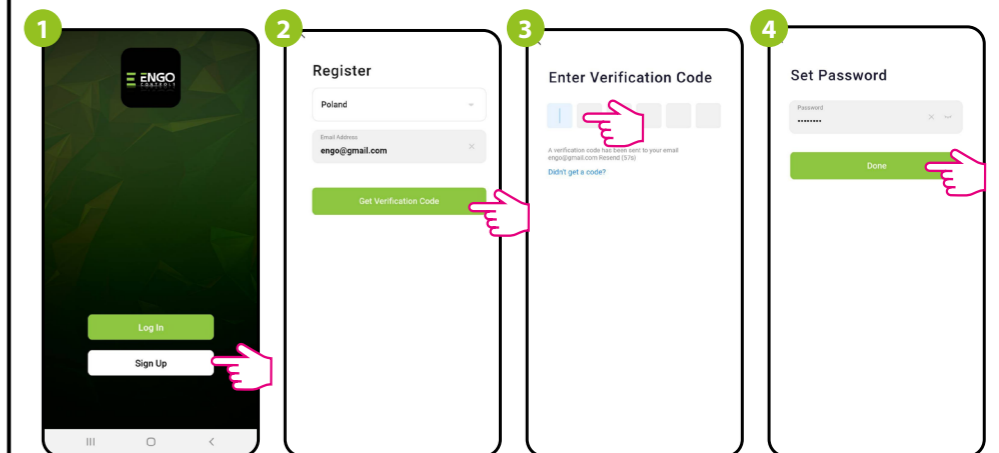 1
ENGO
CONTROLS
Log In
Sign Up
2
Register
Poland
Email Address
engo@gmail.com
Get Verification Code
3
Enter Verification Code
A verification code has been sent to your email
engo@gmail.com Resend (576)
Didn't get a code?
4
Set Password
Password
••••••••
Done